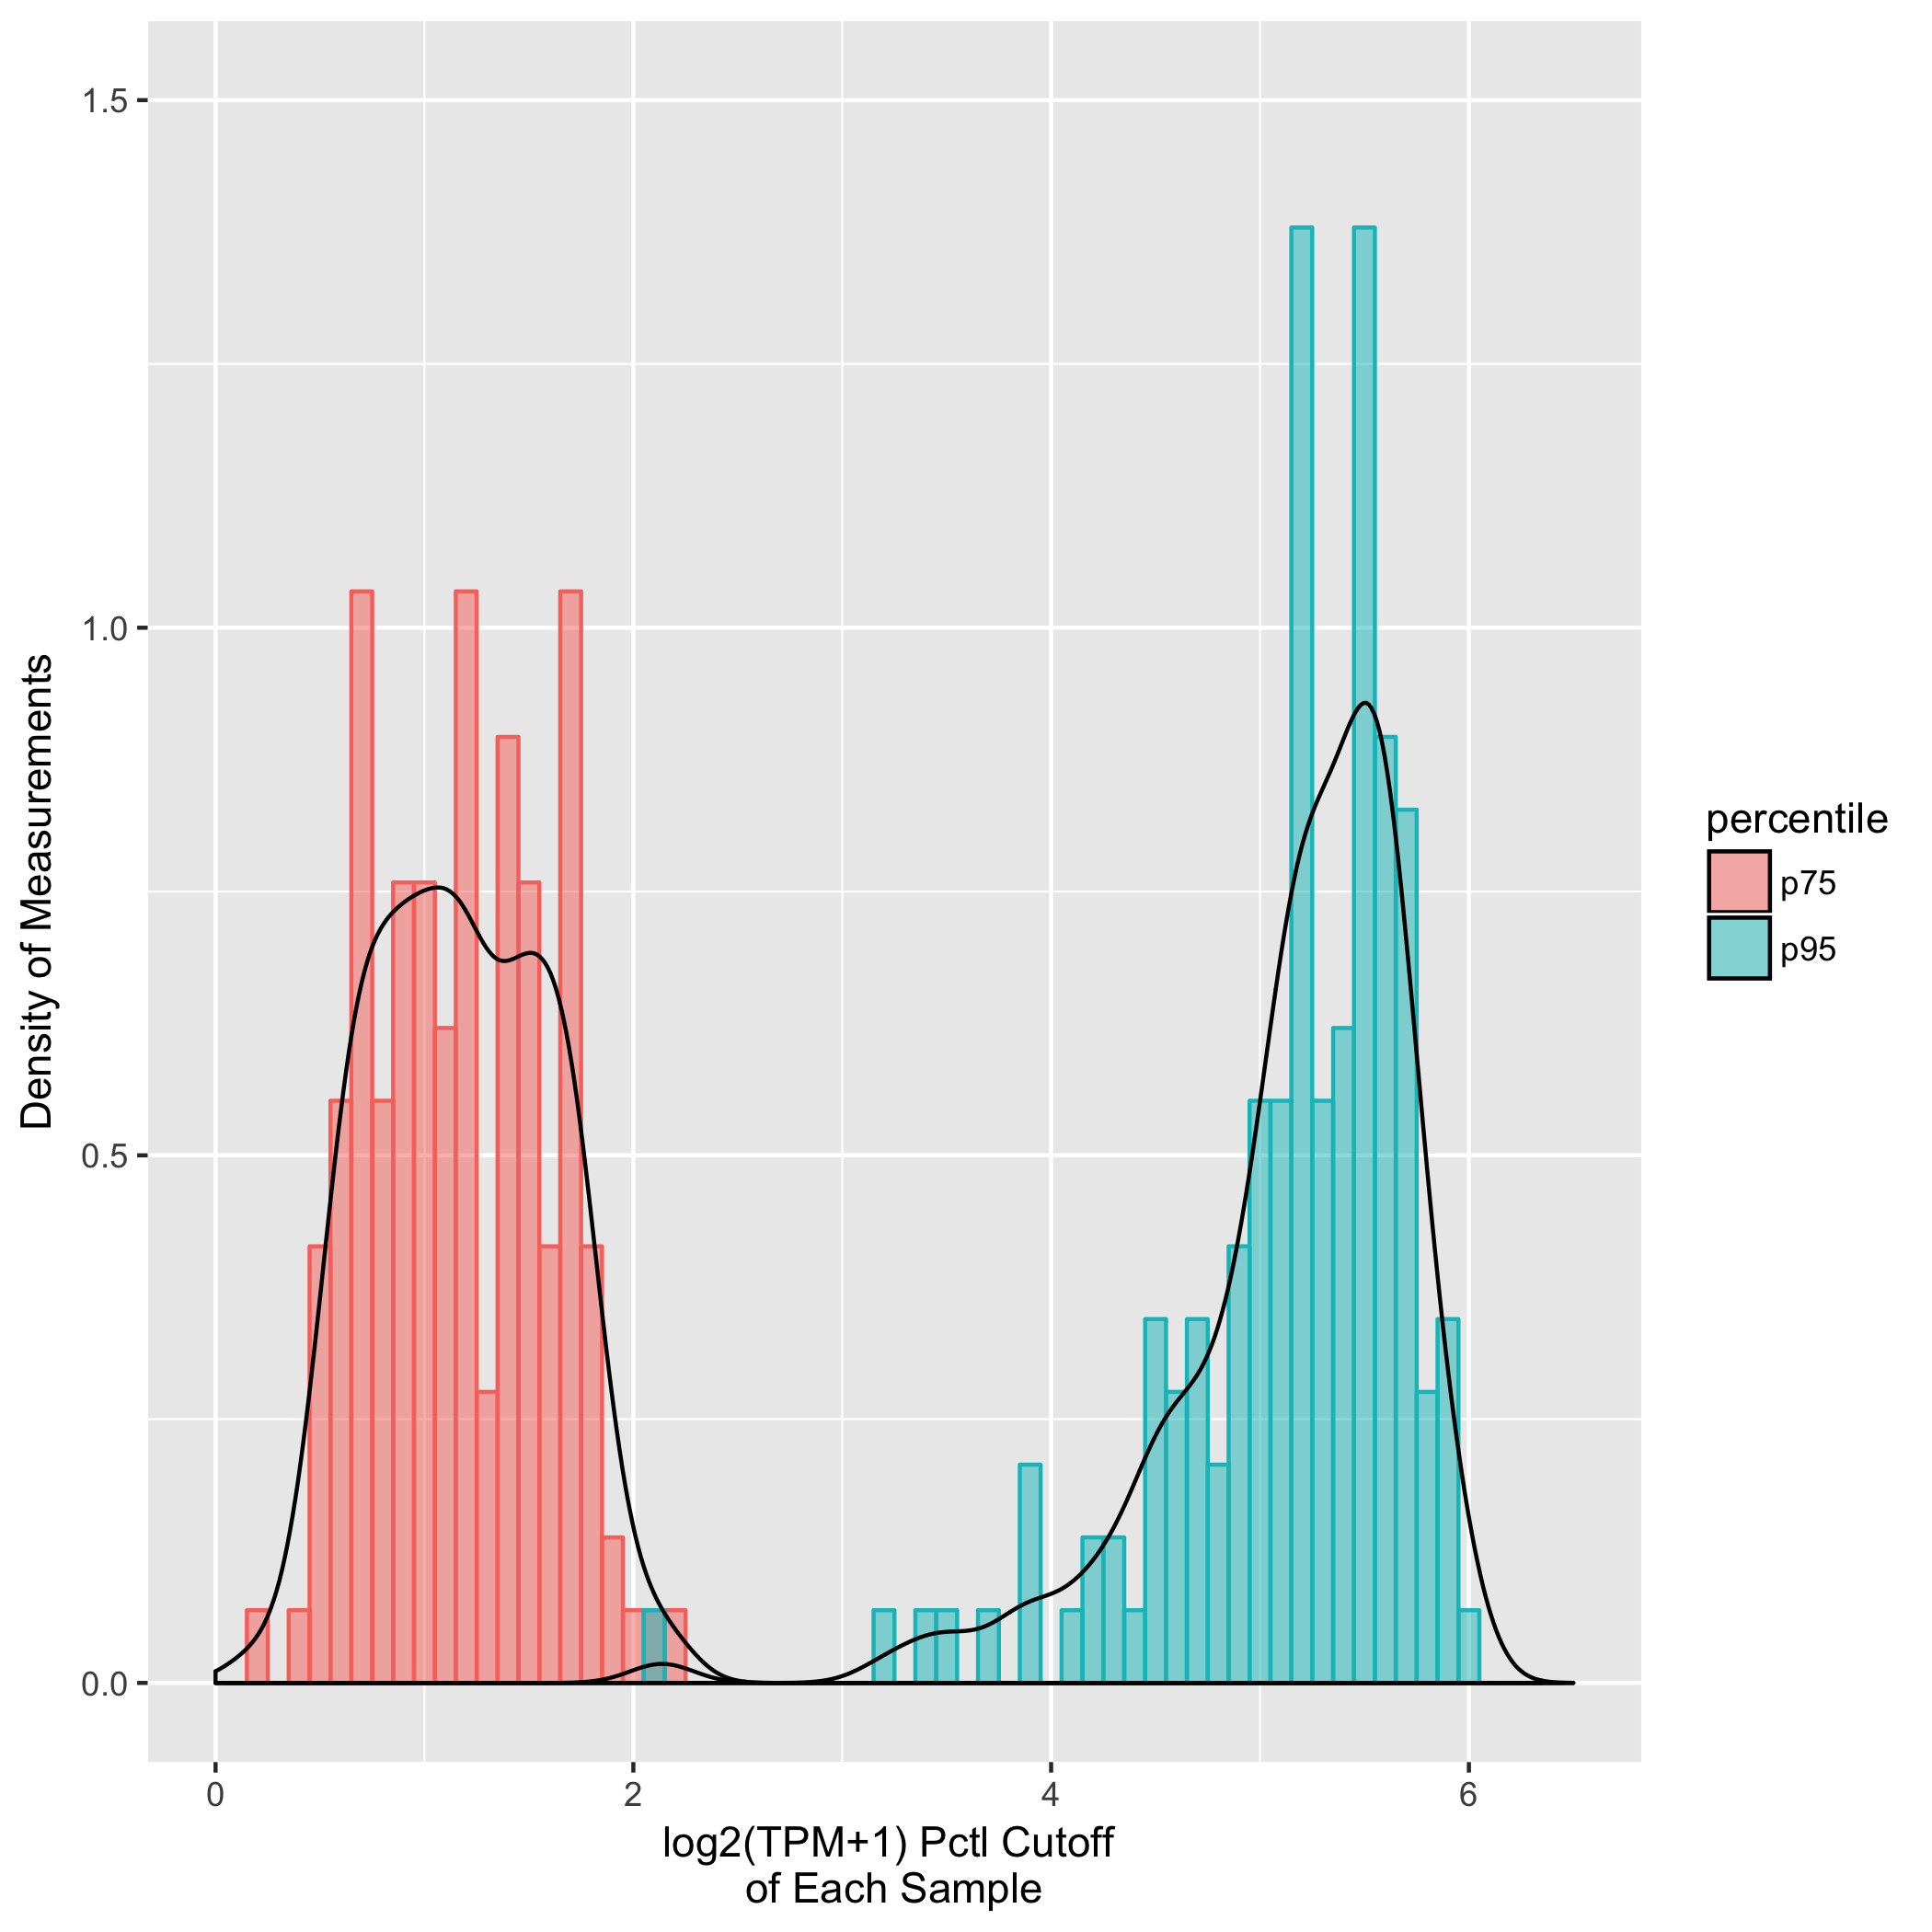 1.5
1.0
0.5
0.0
Density of Measurements
0
2
4
6
log2(TPM+1) Pctl Cutoff
of Each Sample
percentile
p75
p95